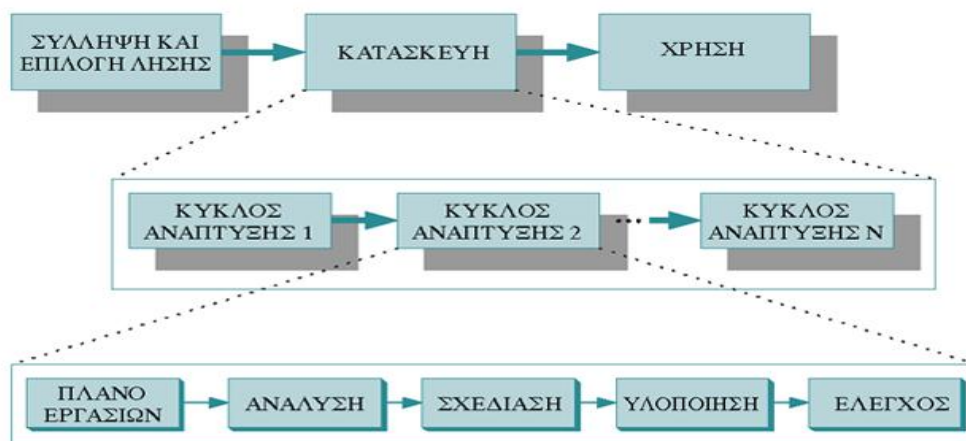 ΣΥΛΛΗΨΗ ΚΑΙ
ΕΠΙΛΟΓΗ ΛΗΣΗΣ
ΚΑΤΑΣΚΕΥΗ
ΧΡΗΣΗ
ΚΥΚΛΟΣ
ΑΝΑΠΤΥΞΗΣ 1
ΚΥΚΛΟΣ
ΑΝΑΠΤΥΞΗΣ 2
...
ΚΥΚΛΟΣ
ΑΝΑΠΤΥΞΗΣ Ν
ΠΛΑΝΟ
ΕΡΓΑΣΙΩΝ
ΑΝΑΛΥΣΗ
ΣΧΕΔΙΑΣΗ
ΥΛΟΠΟΙΗΣΗ
ΕΛΕΓΧΟΣ